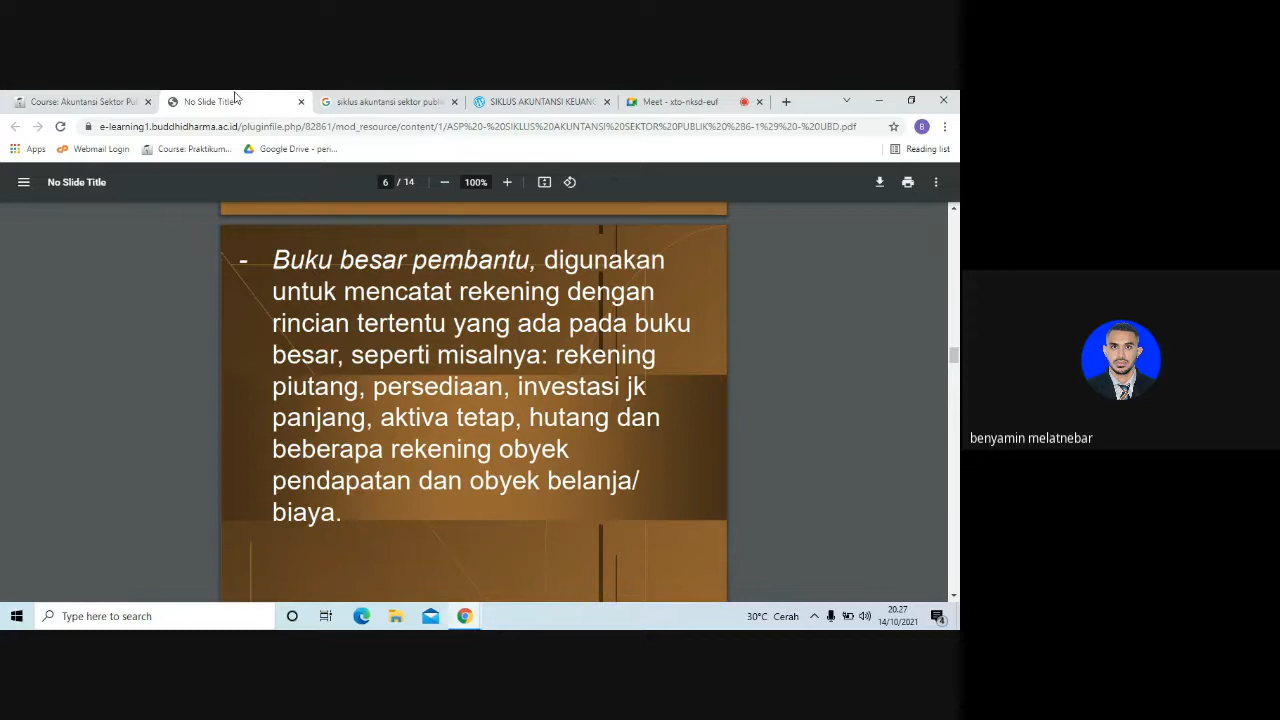 Course: Akuntansi Sektor Pu
No Slide Title
siklus akuntansi sektor publi
SIKLUS AKUNTANSI KEUANG
Meet - xto-nksd-euf
e-learning1.buddhidharma.ac.id/pluginfile.php/82861/mod_resource/content/1/ASP%20-%20SIKLUS%20AKUNTANSI%20SEKTOR%20PUBLIK%20%286-1%29%20-%20UBD.pdf
B
Apps
Webmail Login
Course: Praktikum...
Google Drive - peri...
Reading list
No Slide Title
6 / 14
100%
- Buku besar pembantu, digunakan
untuk mencatat rekening dengan
rincian tertentu yang ada pada buku
besar, seperti misalnya: rekening
piutang, persediaan, investasi jk
panjang, aktiva tetap, hutang dan
beberapa rekening obyek
pendapatan dan obyek belanja/
biaya.
benyamin melatnebar
Type here to search
30°C Cerah
20.27
14/10/2021
4